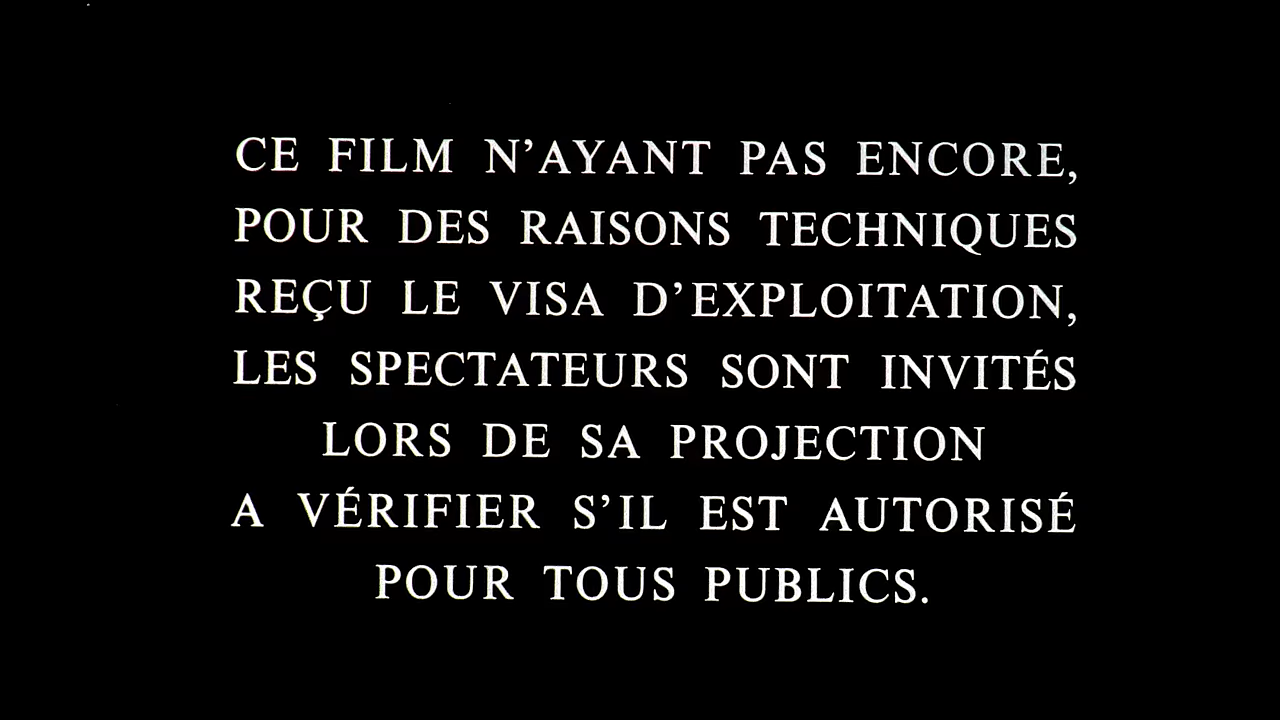 CE FILM N’AYANT PAS ENCORE,
POUR DES RAISONS TECHNIQUES
REÇU LE VISA D’EXPLOITATION,
LES SPECTATEURS SONT INVITÉS
LORS DE SA PROJECTION
A VÉRIFIER S’IL EST AUTORISÉ
POUR TOUS PUBLICS.